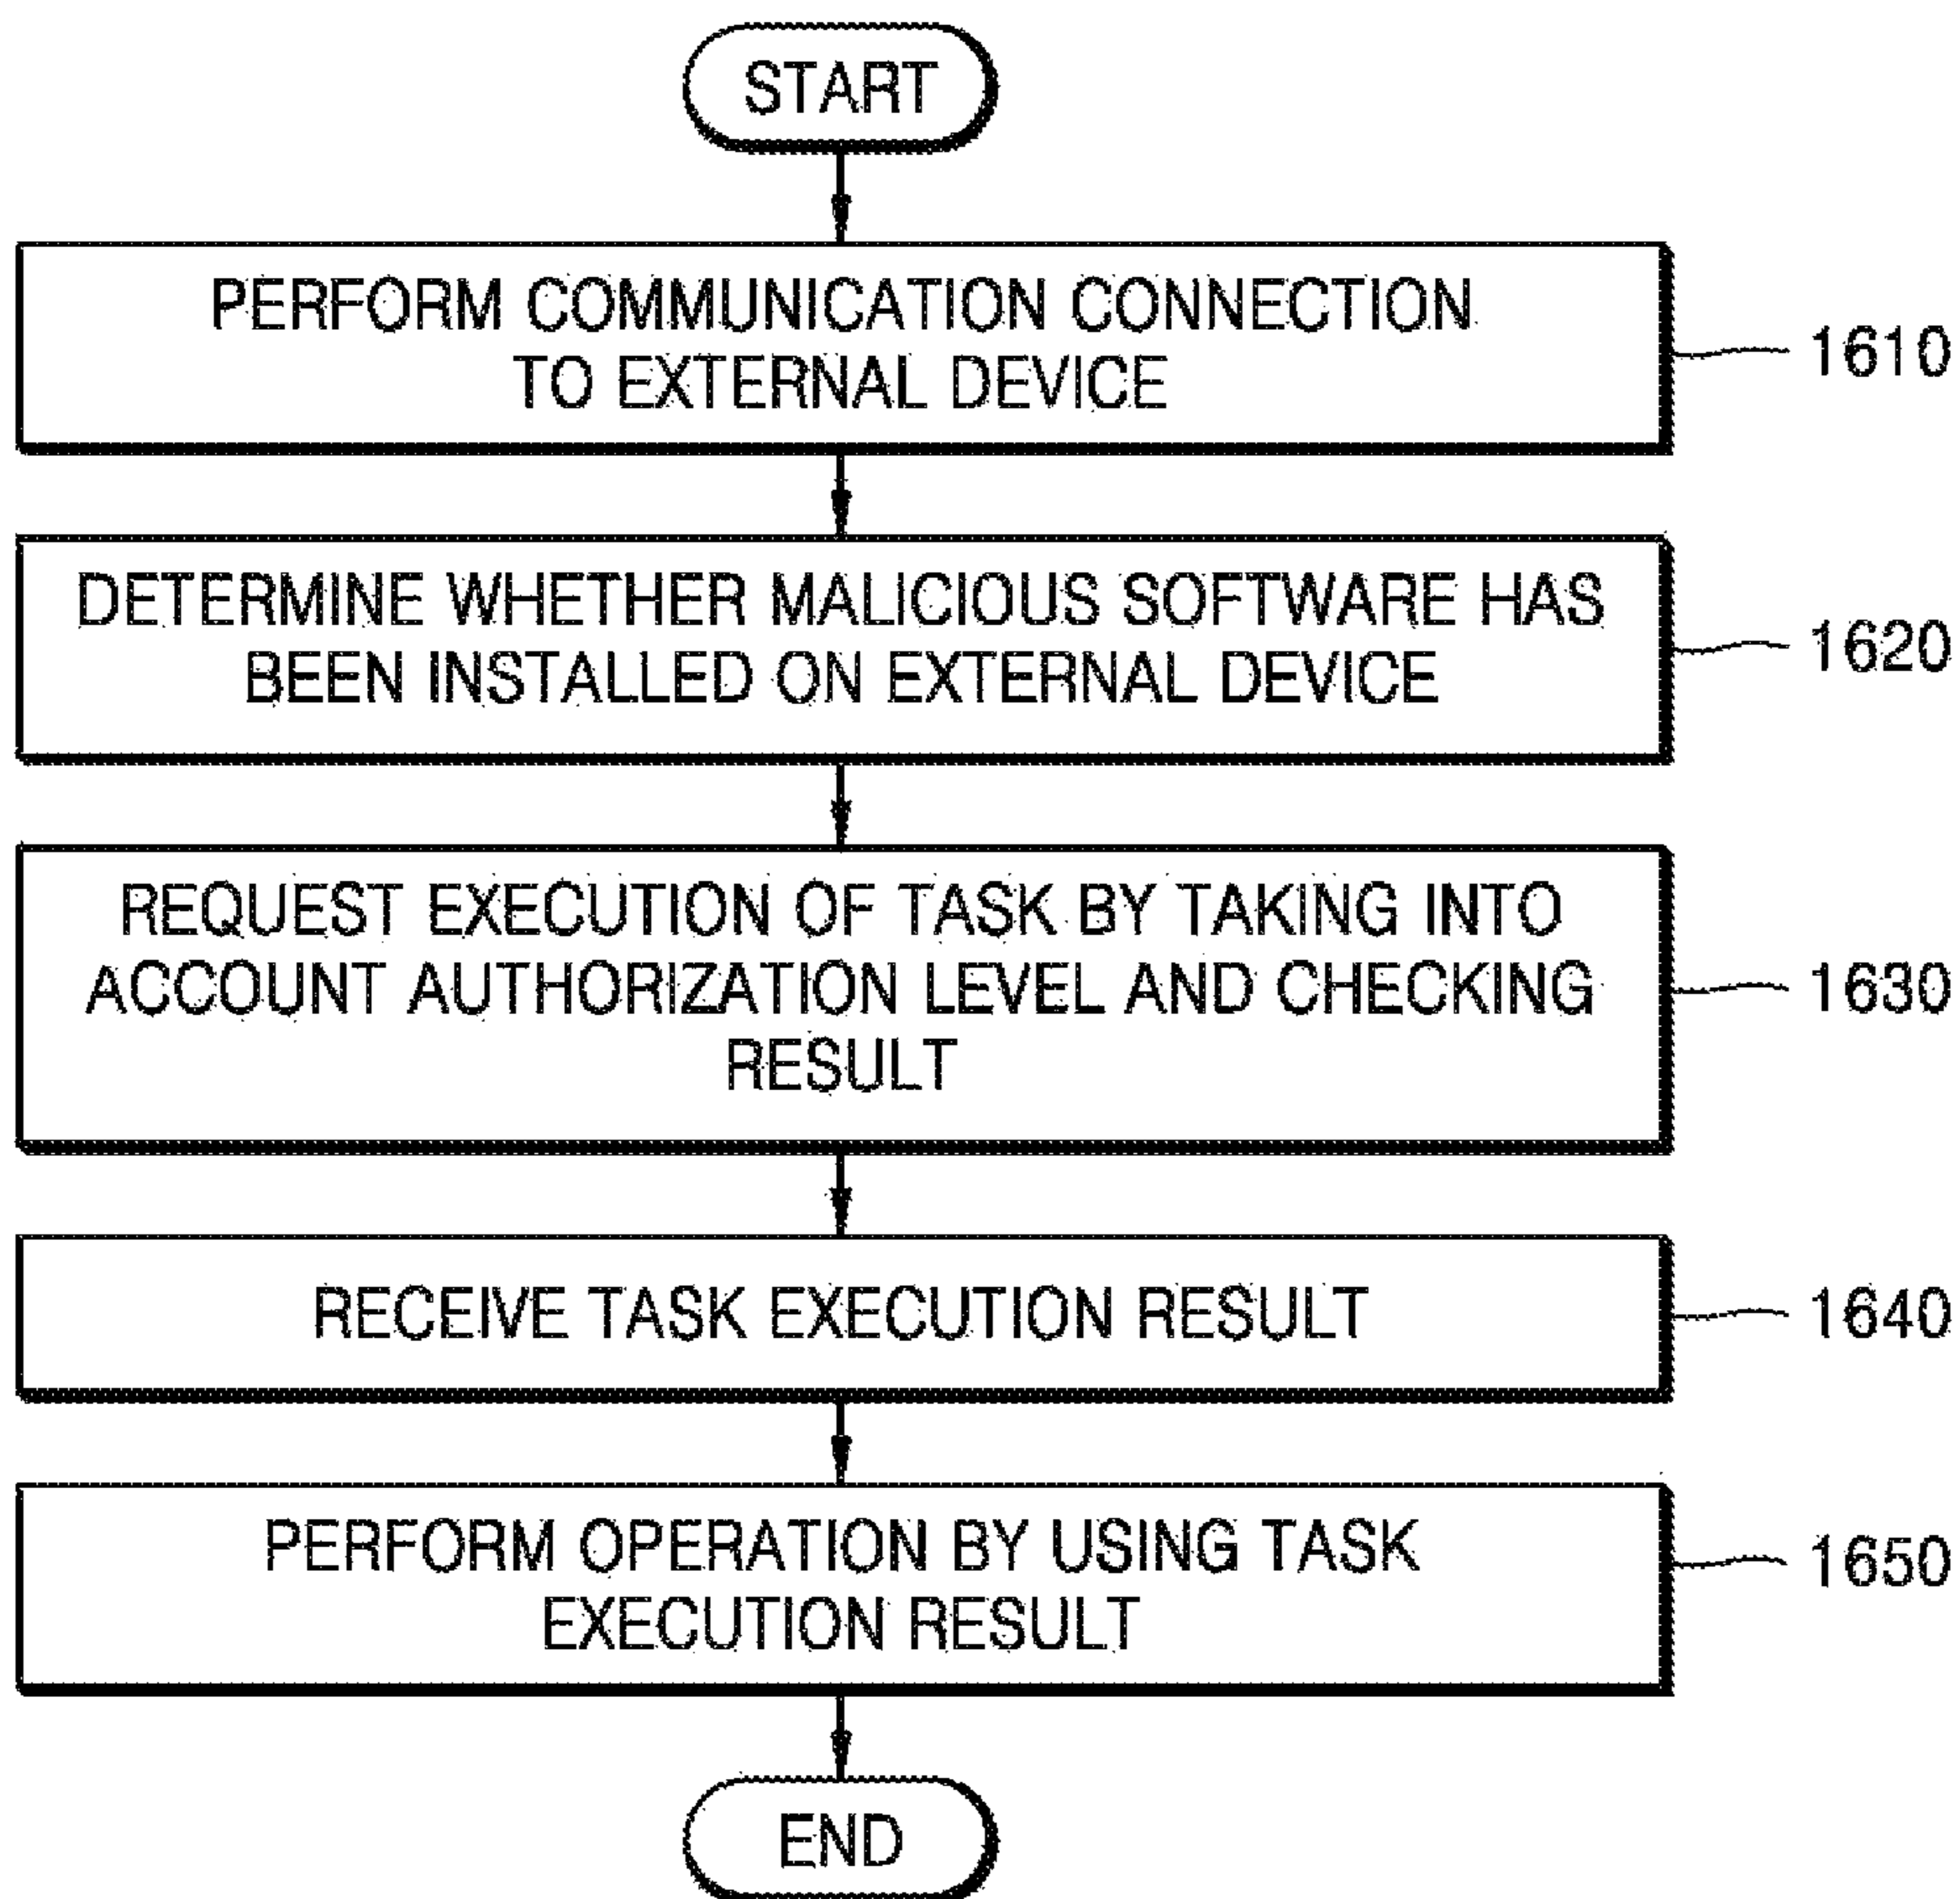 START
PERFORM COMMUNICATION CONNECTION
TO EXTERNAL DEVICE
1610
DETERMINE WHETHER MALICIOUS SOFTWARE HAS
BEEN INSTALLED ON EXTERNAL DEVICE
1620
REQUEST EXECUTION OF TASK BY TAKING INTO
ACCOUNT AUTHORIZATION LEVEL AND CHECKING
RESULT
1630
RECEIVE TASK EXECUTION RESULT
1640
PERFORM OPERATION BY USING TASK
EXECUTION RESULT
1650
END